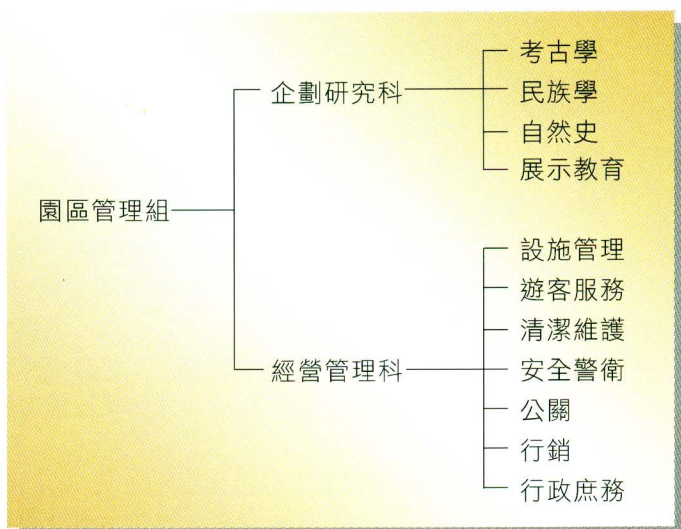 園區管理組
企劃研究科
考古學
民族學
自然史
展示教育
經營管理科
設施管理
遊客服務
清潔維護
安全警衛
公關
行銷
行政庶務